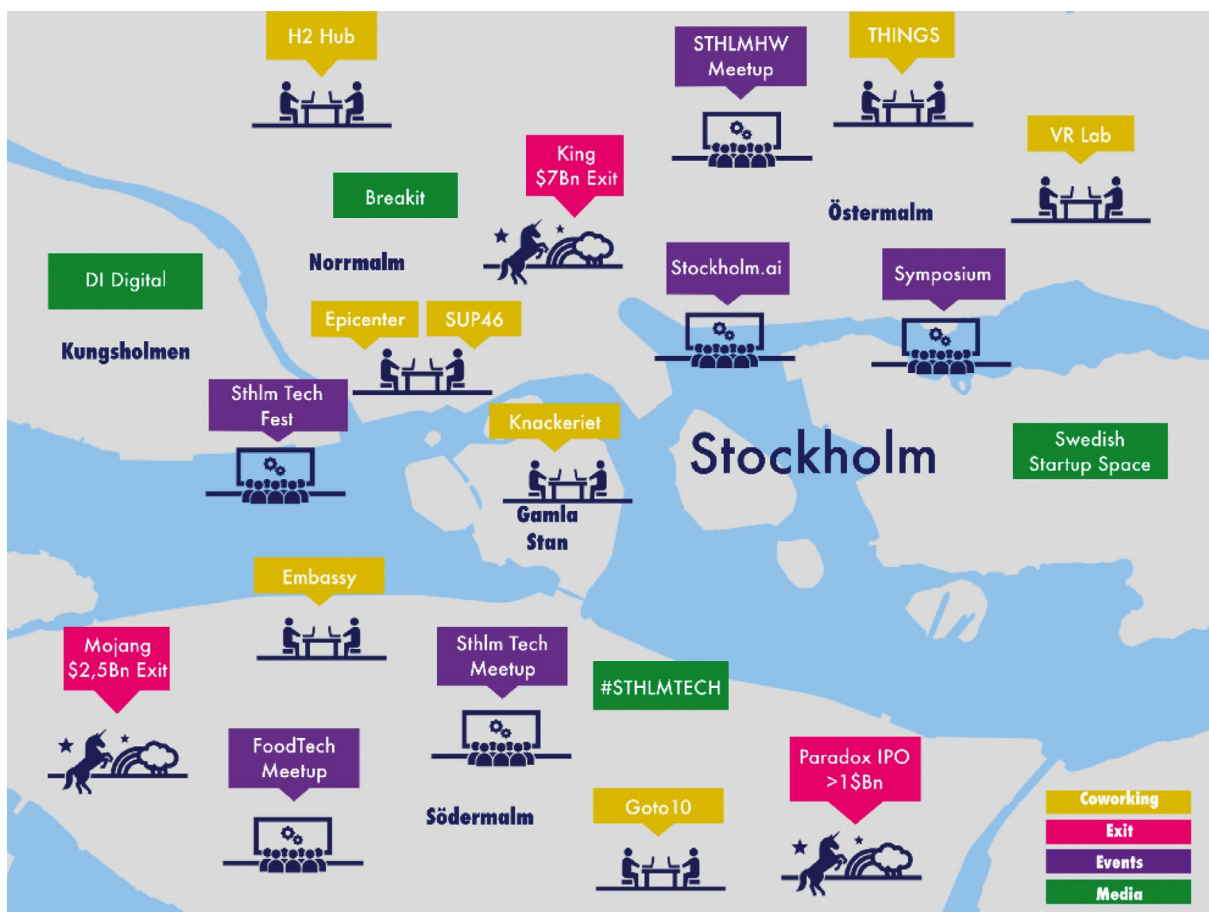 H2 Hub
STHLMHW
Meetup
THINGS
VR Lab
King
$7Bn Exit
Breakit
Östermalm
Norrmalm
DI Digital
Stockholm.ai
Symposium
Epicenter
SUP46
Kungsholmen
Sthlm Tech
Fest
Knackeriet
Stockholm
Swedish
Startup Space
Gamla
Stan
Embassy
Mojang
$2,5Bn Exit
Sthlm Tech
Meetup
#STHLMTECH
FoodTech
Meetup
Paradox IPO
>1$Bn
Södermalm
Goto10
Coworking
Exit
Events
Media